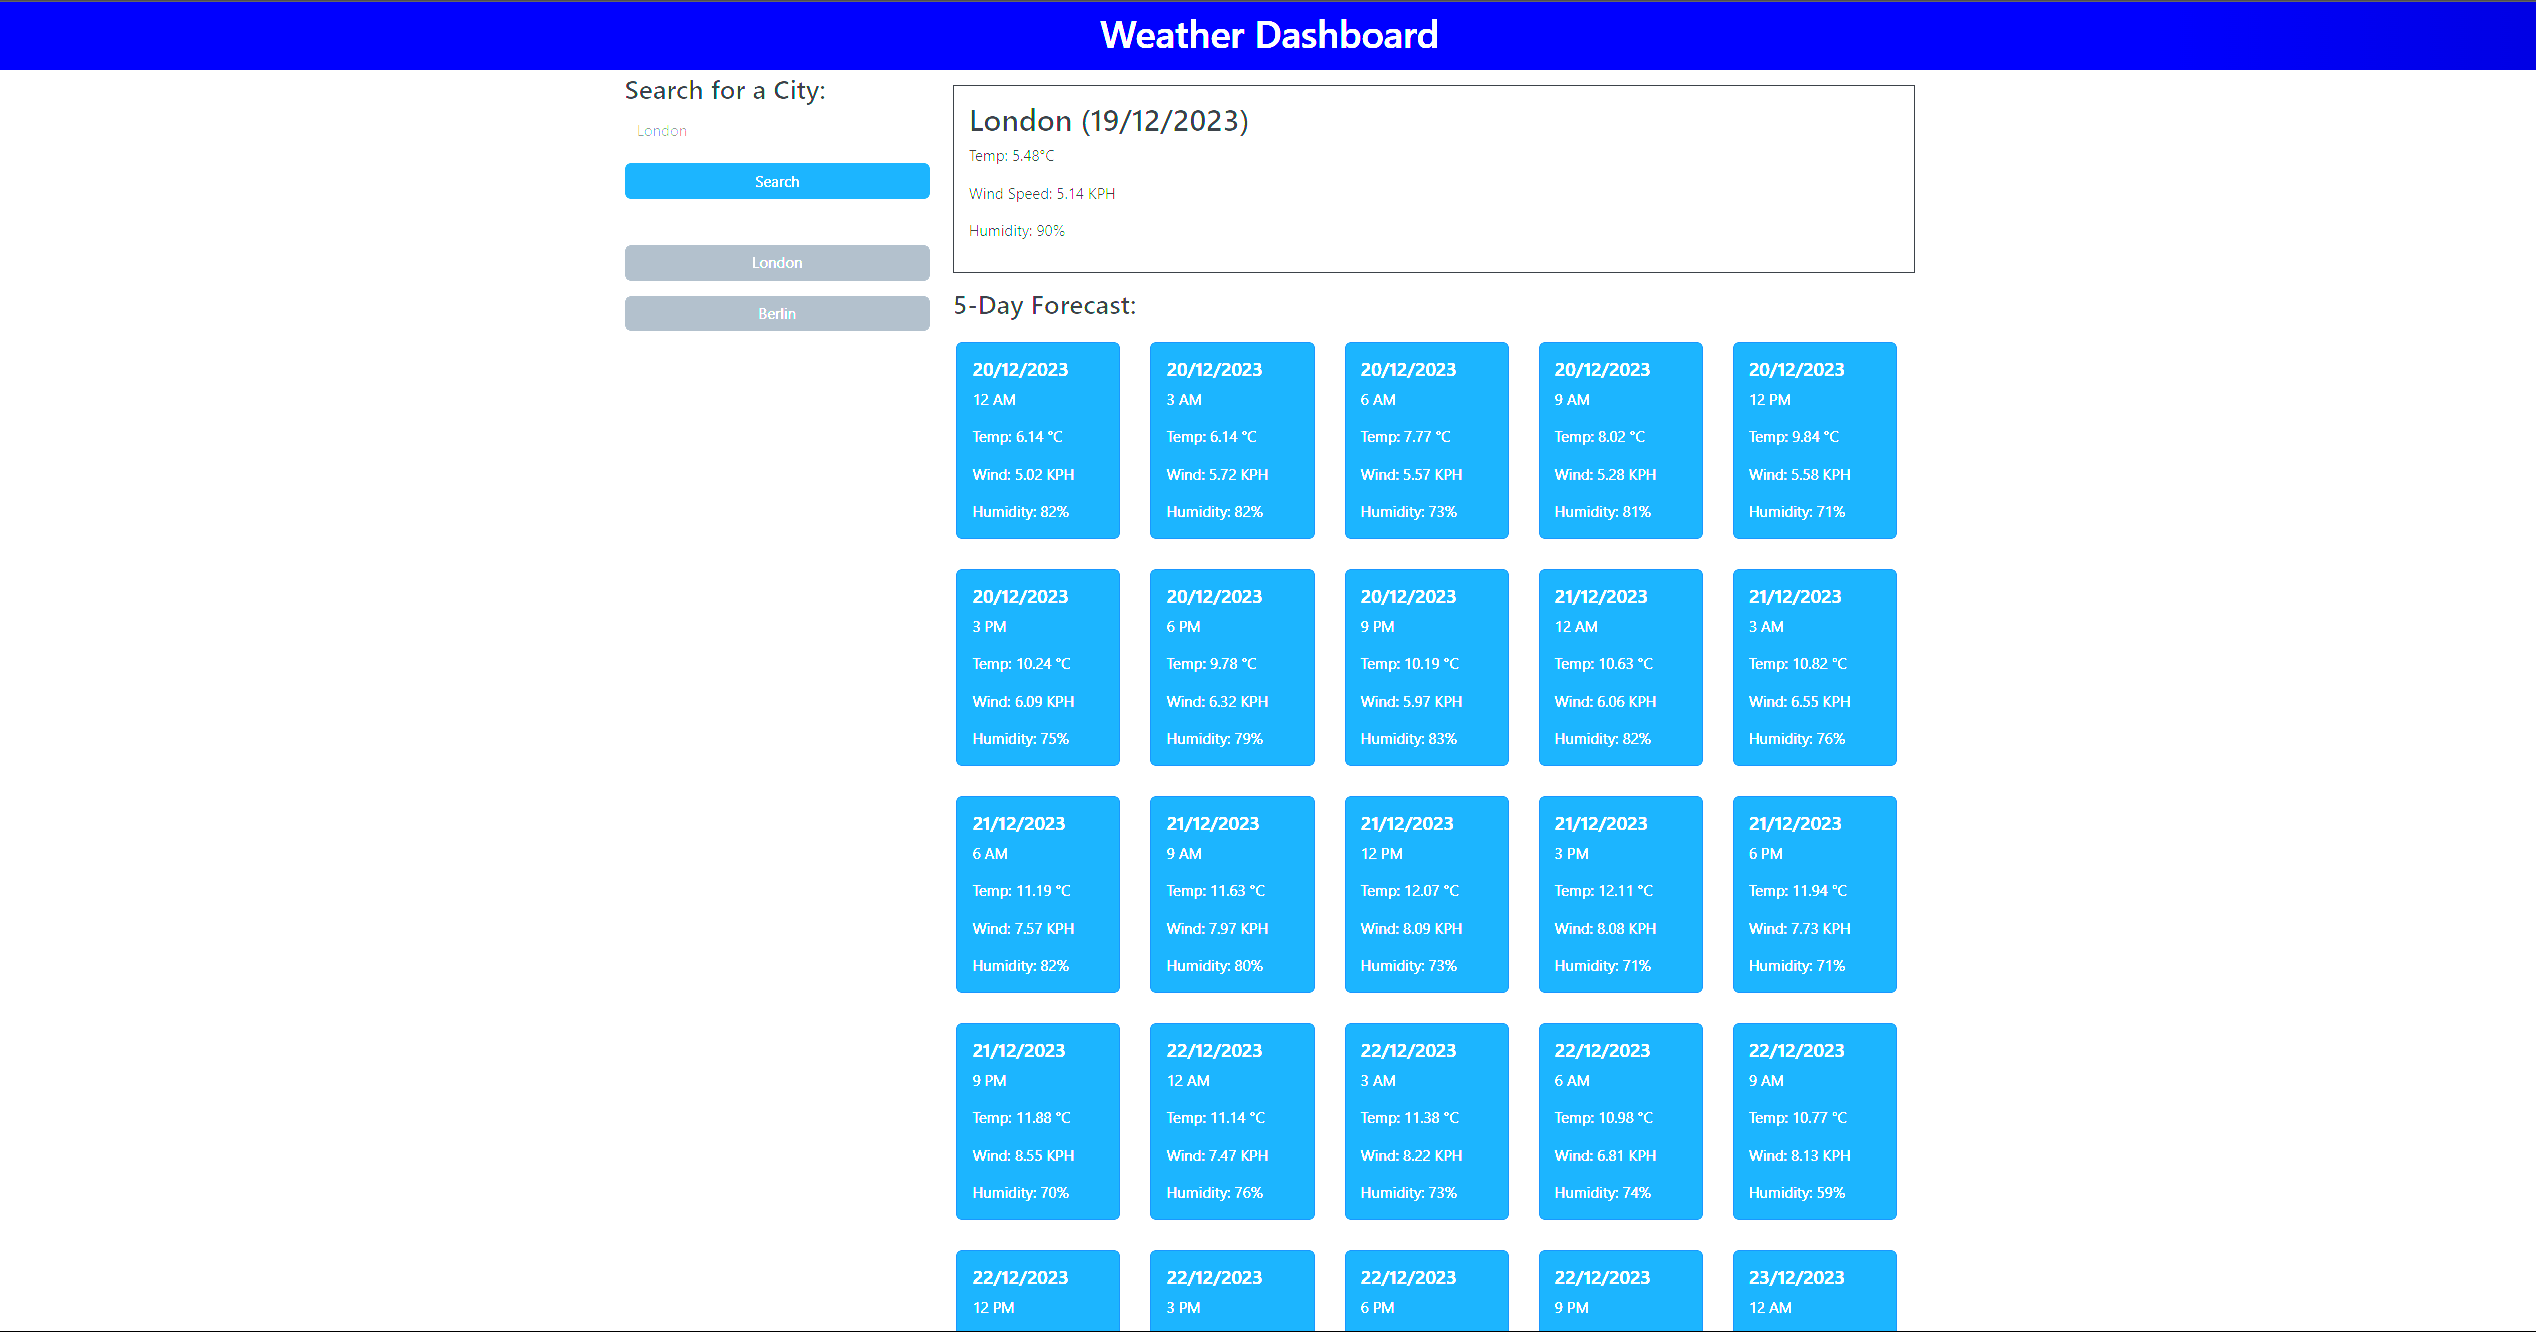 Weather Dashboard
Search for a City:
London
Search
London
Berlin
London (19/12/2023)
Temp: 5.48°C
Wind Speed: 5.14 KPH
Humidity: 90%
5-Day Forecast:
20/12/2023
12 AM
Temp: 6.14 °C
Wind: 5.02 KPH
Humidity: 82%
20/12/2023
3 AM
Temp: 6.14 °C
Wind: 5.72 KPH
Humidity: 82%
20/12/2023
6 AM
Temp: 7.77 °C
Wind: 5.57 KPH
Humidity: 73%
20/12/2023
9 AM
Temp: 8.02 °C
Wind: 5.28 KPH
Humidity: 81%
20/12/2023
12 PM
Temp: 9.84 °C
Wind: 5.58 KPH
Humidity: 71%
20/12/2023
3 PM
Temp: 10.24 °C
Wind: 6.09 KPH
Humidity: 75%
20/12/2023
6 PM
Temp: 9.78 °C
Wind: 6.32 KPH
Humidity: 79%
20/12/2023
9 PM
Temp: 10.19 °C
Wind: 5.97 KPH
Humidity: 83%
21/12/2023
12 AM
Temp: 10.63 °C
Wind: 6.06 KPH
Humidity: 82%
21/12/2023
3 AM
Temp: 10.82 °C
Wind: 6.55 KPH
Humidity: 76%
21/12/2023
6 AM
Temp: 11.19 °C
Wind: 7.57 KPH
Humidity: 82%
21/12/2023
9 AM
Temp: 11.63 °C
Wind: 7.97 KPH
Humidity: 80%
21/12/2023
12 PM
Temp: 12.07 °C
Wind: 8.09 KPH
Humidity: 73%
21/12/2023
3 PM
Temp: 12.11 °C
Wind: 8.08 KPH
Humidity: 71%
21/12/2023
6 PM
Temp: 11.94 °C
Wind: 7.73 KPH
Humidity: 71%
21/12/2023
9 PM
Temp: 11.88 °C
Wind: 8.55 KPH
Humidity: 70%
22/12/2023
12 AM
Temp: 11.14 °C
Wind: 7.47 KPH
Humidity: 76%
22/12/2023
3 AM
Temp: 11.38 °C
Wind: 8.22 KPH
Humidity: 73%
22/12/2023
6 AM
Temp: 10.98 °C
Wind: 6.81 KPH
Humidity: 74%
22/12/2023
9 AM
Temp: 10.77 °C
Wind: 8.13 KPH
Humidity: 59%
22/12/2023
12 PM
22/12/2023
3 PM
22/12/2023
6 PM
22/12/2023
9 PM
23/12/2023
12 AM